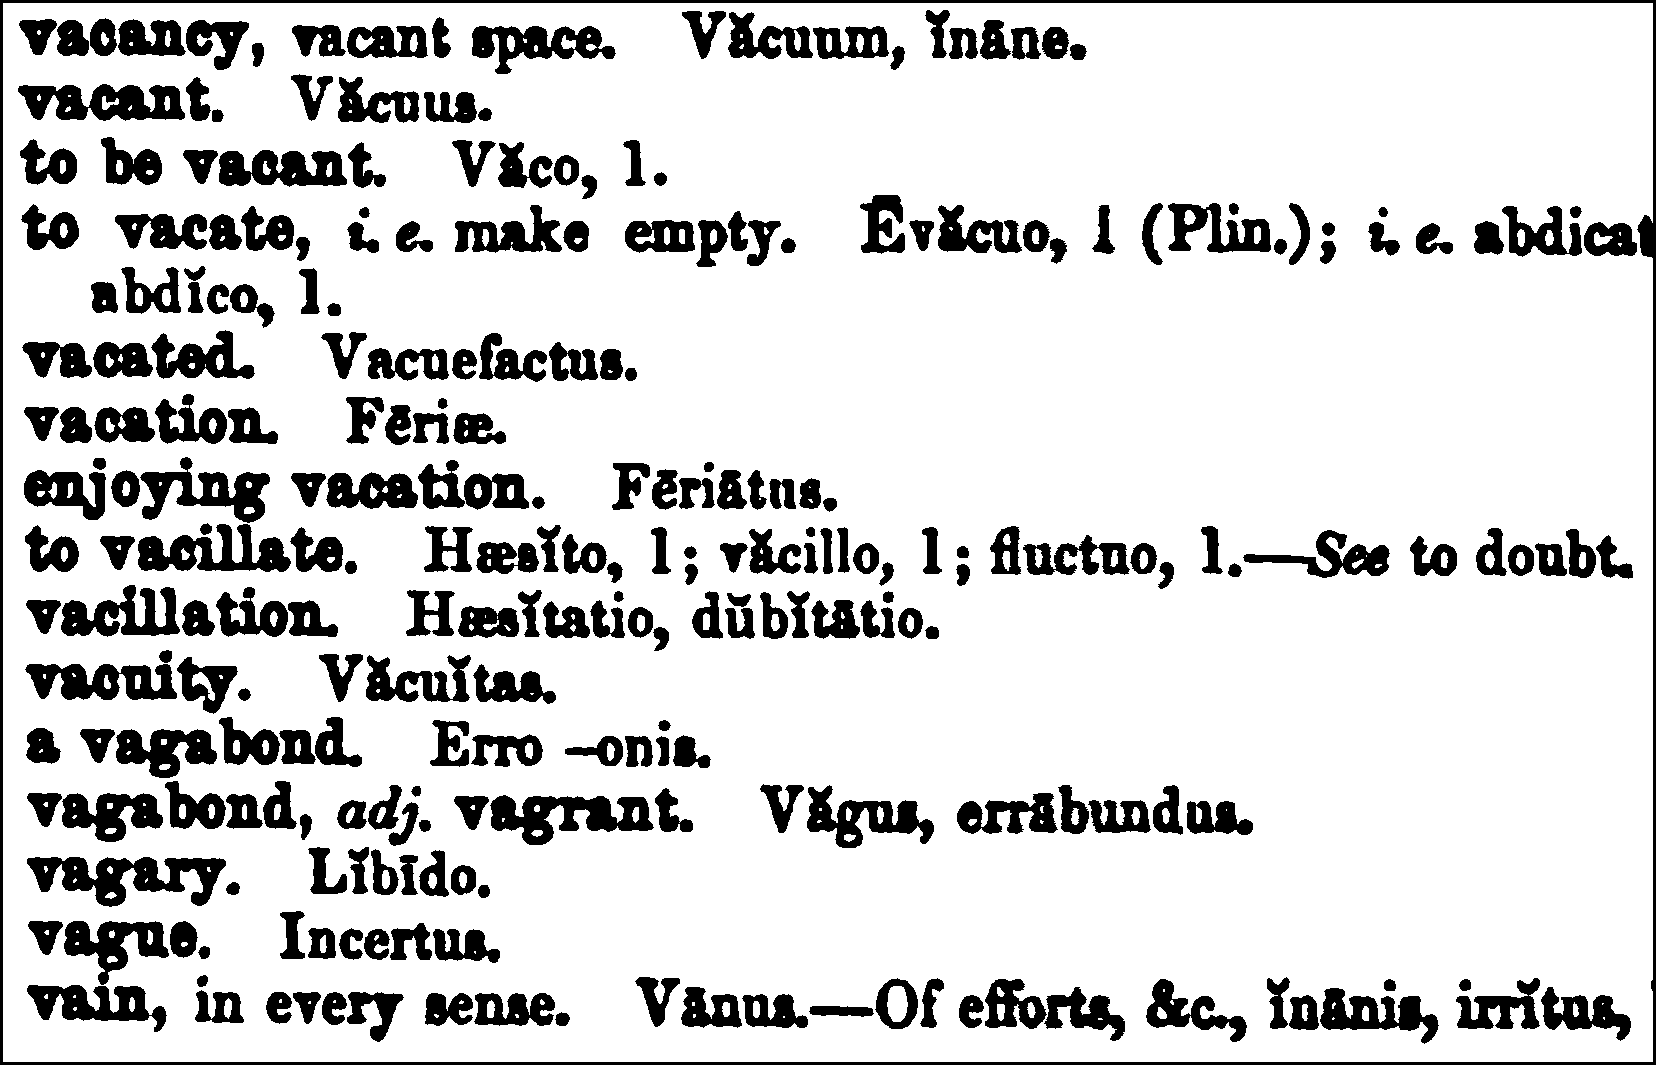 vacancy, vacant space. Văcuum, ĭnāne.
vacant. Văcuus.
to be vacant. Văco, 1.
to vacate, i. e. make empty. Ēvăcuo, 1 (Plin.); i. e. abdicat
abdĭco, 1.
vacated. Vacuefactus.
vacation. Fēriæ.
enjoying vacation. Fēriātus.
to vacillate. Hæsĭto, 1; văcillo, 1; fluctuo, 1.—See to doubt.
vacillation. Hæsĭtatio, dŭbĭtātio.
vacuity. Văcuĭtas.
a vagabond. Erro –onis.
vagabond, adj. vagrant. Văgus, errābundus.
vagary. Lĭbīdo.
vague. Incertus.
vain, in every sense. Vānus.—Of efforts, &c., ĭnānis, irrĭtus,